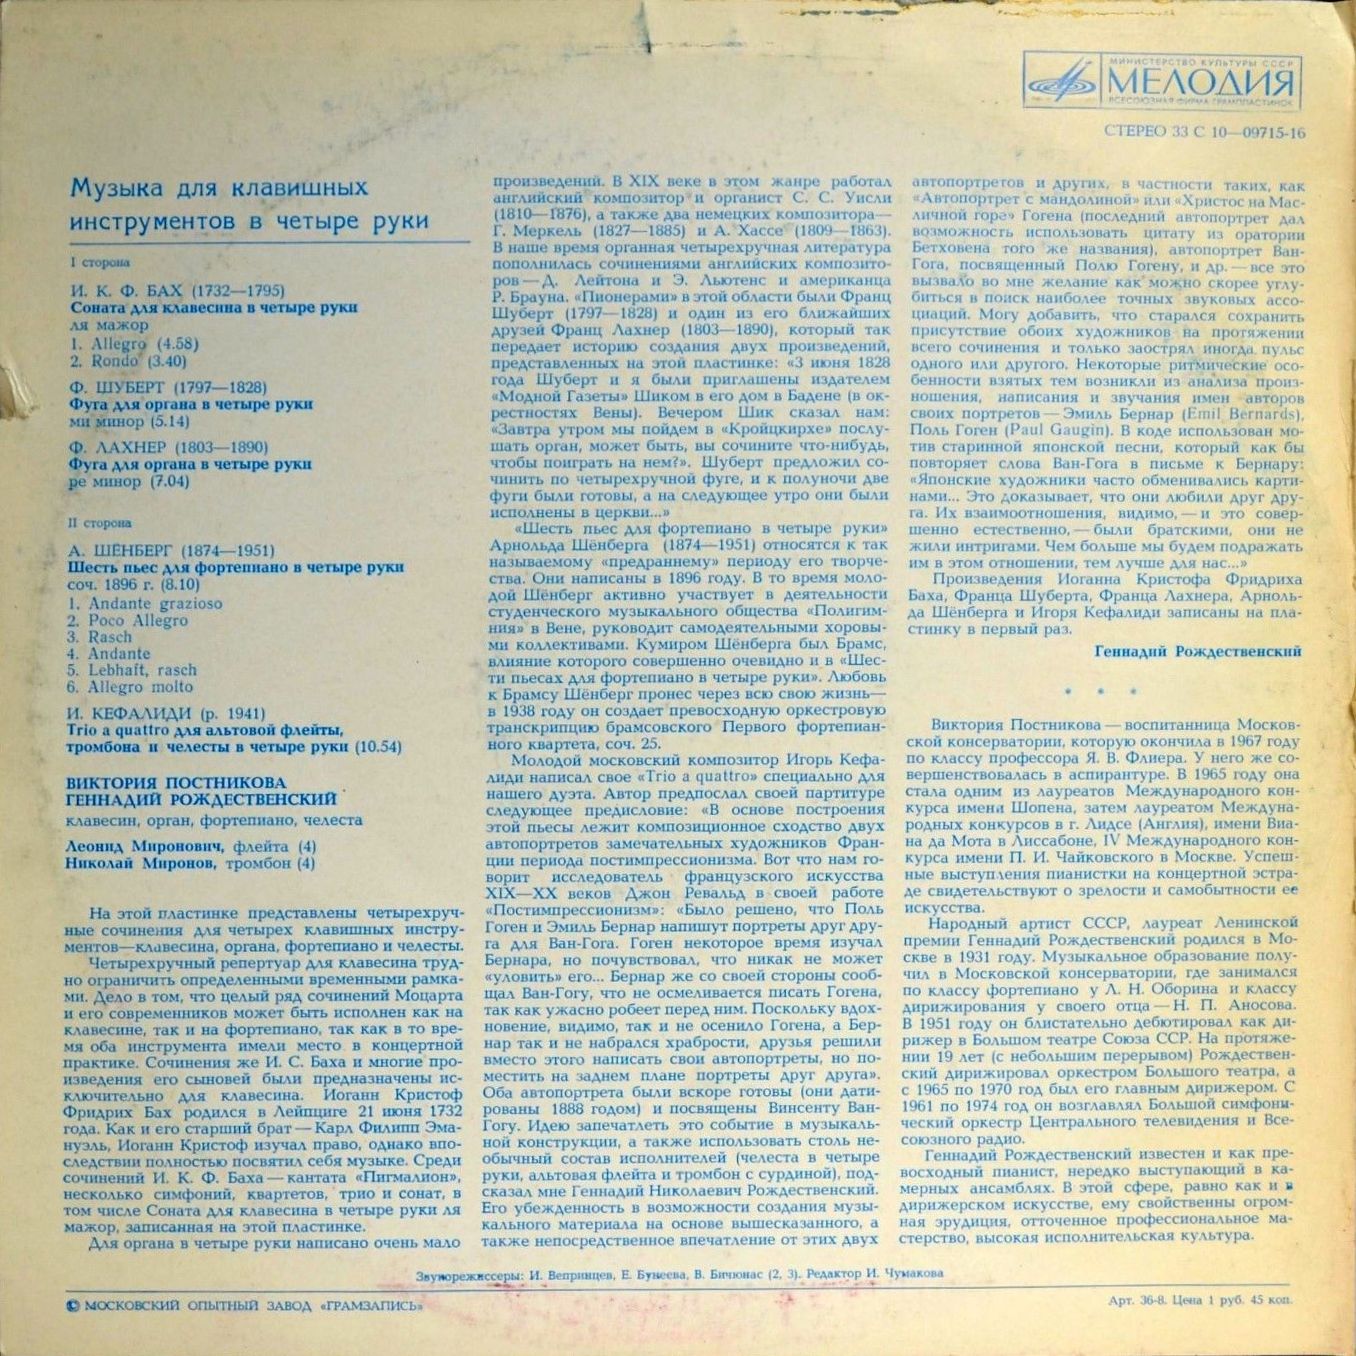 МИНИСТЕРСТВО КУЛЬТУРЫ СССР
МЕЛОДИЯ
ВСЕСОЮЗНАЯ ФИРМА ГРАМПЛАСТИНОК
СТЕРЕО 33 С 10—09715-16
Музыка для клавишных
инструментов в четыре руки
I сторона
И. К. Ф. БАХ (1732—1795)
Соната для клавесина в четыре руки
ля мажор
1. Allegro (4.58)
2. Rondo (3.40)
Ф. ШУБЕРТ (1797—1828)
Фуга для органа в четыре руки
ми минор (5.14)
Ф. ЛАХНЕР (1803—1890)
Фуга для органа в четыре руки
ре минор (7.04)
II сторона
А. ШЁНБЕРГ (1874—1951)
Шесть пьес для фортепиано в четыре руки
соч. 1896 г. (8.10)
1. Andante grazioso
2. Poco Allegro
3. Rasch
4. Andante
5. Lebhaft, rasch
6. Allegro molto
И. КЕФАЛИДИ (р. 1941)
Trio a quattro для альтовой флейты,
тромбона и челесты в четыре руки (10.54)
ВИКТОРИЯ ПОСТНИКОВА
ГЕННАДИЙ РОЖДЕСТВЕНСКИЙ
клавесин, орган, фортепиано, челеста
Леонид Миронович, флейта (4)
Николай Миронов, тромбон (4)
На этой пластинке представлены четырехруч-
ные сочинения для четырех клавишных инстру-
ментов—клавесина, органа, фортепиано и челесты.
Четырехручный репертуар для клавесина труд-
но ограничить определенными временными рамка-
ми. Дело в том, что целый ряд сочинений Моцарта
и его современников может быть исполнен как на
клавесине, так и на фортепиано, так как в то вре-
мя оба инструмента имели место в концертной
практике. Сочинения же И. С. Баха и многие про-
изведения его сыновей были предназначены ис-
ключительно для клавесина. Иоганн Кристоф
Фридрих Бах родился в Лейпциге 21 июня 1732
года. Как и его старший брат — Карл Филипп Эма-
нуэль, Иоганн Кристоф изучал право, однако впо-
следствии полностью посвятил себя музыке. Среди
сочинений И. К. Ф. Баха — кантата «Пигмалион»,
несколько симфоний, квартетов, трио и сонат, в
том числе Соната для клавесина в четыре руки ля
мажор, записанная на этой пластинке.
Для органа в четыре руки написано очень мало
произведений. В XIX веке в этом жанре работал
английский композитор и органист С. С. Уисли
(1810—1876), а также два немецких композитора—
Г. Меркель (1827—1885) и А. Хассе (1809—1863).
В наше время органная четырехручная литература
пополнилась сочинениями английских композито-
ров — Д. Лейтона и Э. Льютенс и американца
Р. Брауна. «Пионерами» в этой области были Франц
Шуберт (1797—1828) и один из его ближайших
друзей Франц Лахнер (1803—1890), который так
передает историю создания двух произведений,
представленных на этой пластинке: «3 июня 1828
года Шуберт и я были приглашены издателем
«Модной Газеты» Шиком в его дом в Бадене (в ок-
рестностях Вены). Вечером Шик сказал нам:
«Завтра утром мы пойдем в «Кройцкирхе» послу-
шать орган, может быть, вы сочините что-нибудь,
чтобы поиграть на нем?». Шуберт предложил со-
чинить по четырехручной фуге, и к полуночи две
фуги были готовы, а на следующее утро они были
исполнены в церкви...»
«Шесть пьес для фортепиано в четыре руки»
Арнольда Шёнберга (1874—1951) относятся к так
называемому «предраннему» периоду его творче-
ства. Они написаны в 1896 году. В то время моло-
дой Шёнберг активно участвует в деятельности
студенческого музыкального общества «Полигим-
ния» в Вене, руководит самодеятельными хоровы-
ми коллективами. Кумиром Шёнберга был Брамс,
влияние которого совершенно очевидно и в «Шес-
ти пьесах для фортепиано в четыре руки». Любовь
к Брамсу Шёнберг пронес через всю свою жизнь—
в 1938 году он создает превосходную оркестровую
транскрипцию брамсовского Первого фортепиан-
ного квартета, соч. 25.
Молодой московский композитор Игорь Кефа-
лиди написал свое «Trio a quattro» специально для
нашего дуэта. Автор предпослал своей партитуре
следующее предисловие: «В основе построения
этой пьесы лежит композиционное сходство двух
автопортретов замечательных художников Фран-
ции периода постимпрессионизма. Вот что нам го-
ворит исследователь французского искусства
XIX—XX веков Джон Ревальд в своей работе
«Постимпрессионизм»: «Было решено, что Поль
Гоген и Эмиль Бернар напишут портреты друг дру-
га для Ван-Гога. Гоген некоторое время изучал
Бернара, но почувствовал, что никак не может
«уловить» его... Бернар же со своей стороны сооб-
щал Ван-Гогу, что не осмеливается писать Гогена,
так как ужасно робеет перед ним. Поскольку вдох-
новение, видимо, так и не осенило Гогена, а Бер-
нар так и не набрался храбрости, друзья решили
вместо этого написать свои автопортреты, но по-
местить на заднем плане портреты друг друга».
Оба автопортрета были вскоре готовы (они дати-
рованы 1888 годом) и посвящены Винсенту Ван-
Гогу. Идею запечатлеть это событие в музыкаль-
ной конструкции, а также использовать столь не-
обычный состав исполнителей (челеста в четыре
руки, альтовая флейта и тромбон с сурдиной), под-
сказал мне Геннадий Николаевич Рождественский.
Его убежденность в возможности создания музы-
кального материала на основе вышесказанного, а
также непосредственное впечатление от этих двух
автопортретов и других, в частности таких, как
«Автопортрет с мандолиной» или «Христос на Мас-
личной горе» Гогена (последний автопортрет дал
возможность использовать цитату из оратории
Бетховена того же названия), автопортрет Ван-
Гога, посвященный Полю Гогену, и др. — все это
вызвало во мне желание как можно скорее углу-
биться в поиск наиболее точных звуковых ассо-
циаций. Могу добавить, что старался сохранить
присутствие обоих художников на протяжении
всего сочинения и только заострял иногда пульс
одного или другого. Некоторые ритмические осо-
бенности взятых тем возникли из анализа произ-
ношения, написания и звучания имен авторов
своих портретов — Эмиль Бернар (Emil Bernards),
Поль Гоген (Paul Gaugin). В коде использован мо-
тив старинной японской песни, который как бы
повторяет слова Ван-Гога в письме к Бернару:
«Японские художники часто обменивались карти-
нами... Это доказывает, что они любили друг дру-
га. Их взаимоотношения, видимо, — и это совер-
шенно естественно, — были братскими, они не
жили интригами. Чем больше мы будем подражать
им в этом отношении, тем лучше для нас...»
Произведения Иоганна Кристофа Фридриха
Баха, Франца Шуберта, Франца Лахнера, Арноль-
да Шёнберга и Игоря Кефалиди записаны на пла-
стинку в первый раз.
Геннадий Рождественский
* * *
Виктория Постникова — воспитанница Москов-
ской консерватории, которую окончила в 1967 году
по классу профессора Я. В. Флиера. У него же со-
вершенствовалась в аспирантуре. В 1965 году она
стала одним из лауреатов Международного кон-
курса имени Шопена, затем лауреатом Междуна-
родных конкурсов в г. Лидсе (Англия), имени Виа-
на да Мота в Лиссабоне, IV Международного кон-
курса имени П. И. Чайковского в Москве. Успеш-
ные выступления пианистки на концертной эстра-
де свидетельствуют о зрелости и самобытности ее
искусства.
Народный артист СССР, лауреат Ленинской
премии Геннадий Рождественский родился в Мо-
скве в 1931 году. Музыкальное образование полу-
чил в Московской консерватории, где занимался
по классу фортепиано у Л. Н. Оборина и классу
дирижирования у своего отца — Н. П. Аносова.
В 1951 году он блистательно дебютировал как ди-
рижер в Большом театре Союза ССР. На протяже-
нии 19 лет (с небольшим перерывом) Рождествен-
ский дирижировал оркестром Большого театра, а
с 1965 по 1970 год был его главным дирижером. С
1961 по 1974 год он возглавлял Большой симфони-
ческий оркестр Центрального телевидения и Все-
союзного радио.
Геннадий Рождественский известен и как пре-
восходный пианист, нередко выступающий в ка-
мерных ансамблях. В этой сфере, равно как и в
дирижерском искусстве, ему свойственны огром-
ная эрудиция, отточенное профессиональное ма-
стерство, высокая исполнительская культура.
Звукорежиссеры: И. Вепринцев, Е. Бунеева, В. Бичюнас (2, 3). Редактор И. Чумакова
© МОСКОВСКИЙ ОПЫТНЫЙ ЗАВОД «ГРАМЗАПИСЬ»
Арт. 36-8. Цена 1 руб. 45 коп.